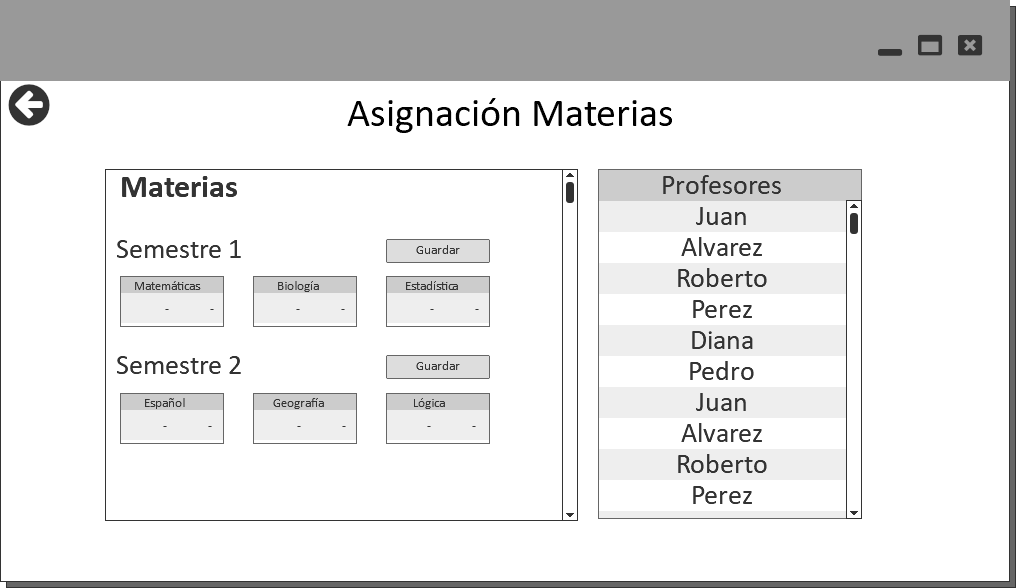 Asignación Materias
Materias
Semestre 1
Guardar
Matemáticas
Biología
Estadística
- -
- -
- -
Semestre 2
Guardar
Español
Geografía
Lógica
- -
- -
- -
Profesores
Juan
Alvarez
Roberto
Perez
Diana
Pedro
Juan
Alvarez
Roberto
Perez